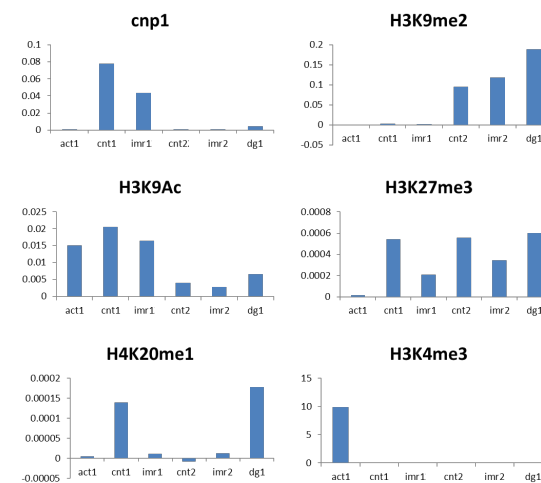 cnp1
0.1
0.08
0.06
0.04
0.02
0
act1 cnt1 imr1 cnt2 imr2 dg1
H3K9me2
0.2
0.15
0.1
0.05
0
-0.05
act1 cnt1 imr1 cnt2 imr2 dg1
H3K9Ac
0.025
0.02
0.015
0.01
0.005
0
act1 cnt1 imr1 cnt2 imr2 dg1
H3K27me3
0.0008
0.0006
0.0004
0.0002
0
act1 cnt1 imr1 cnt2 imr2 dg1
H4K20me1
0.0002
0.00015
0.0001
0.00005
0
-0.00005
act1 cnt1 imr1 cnt2 imr2 dg1
H3K4me3
15
10
5
0
act1 cnt1 imr1 cnt2 imr2 dg1